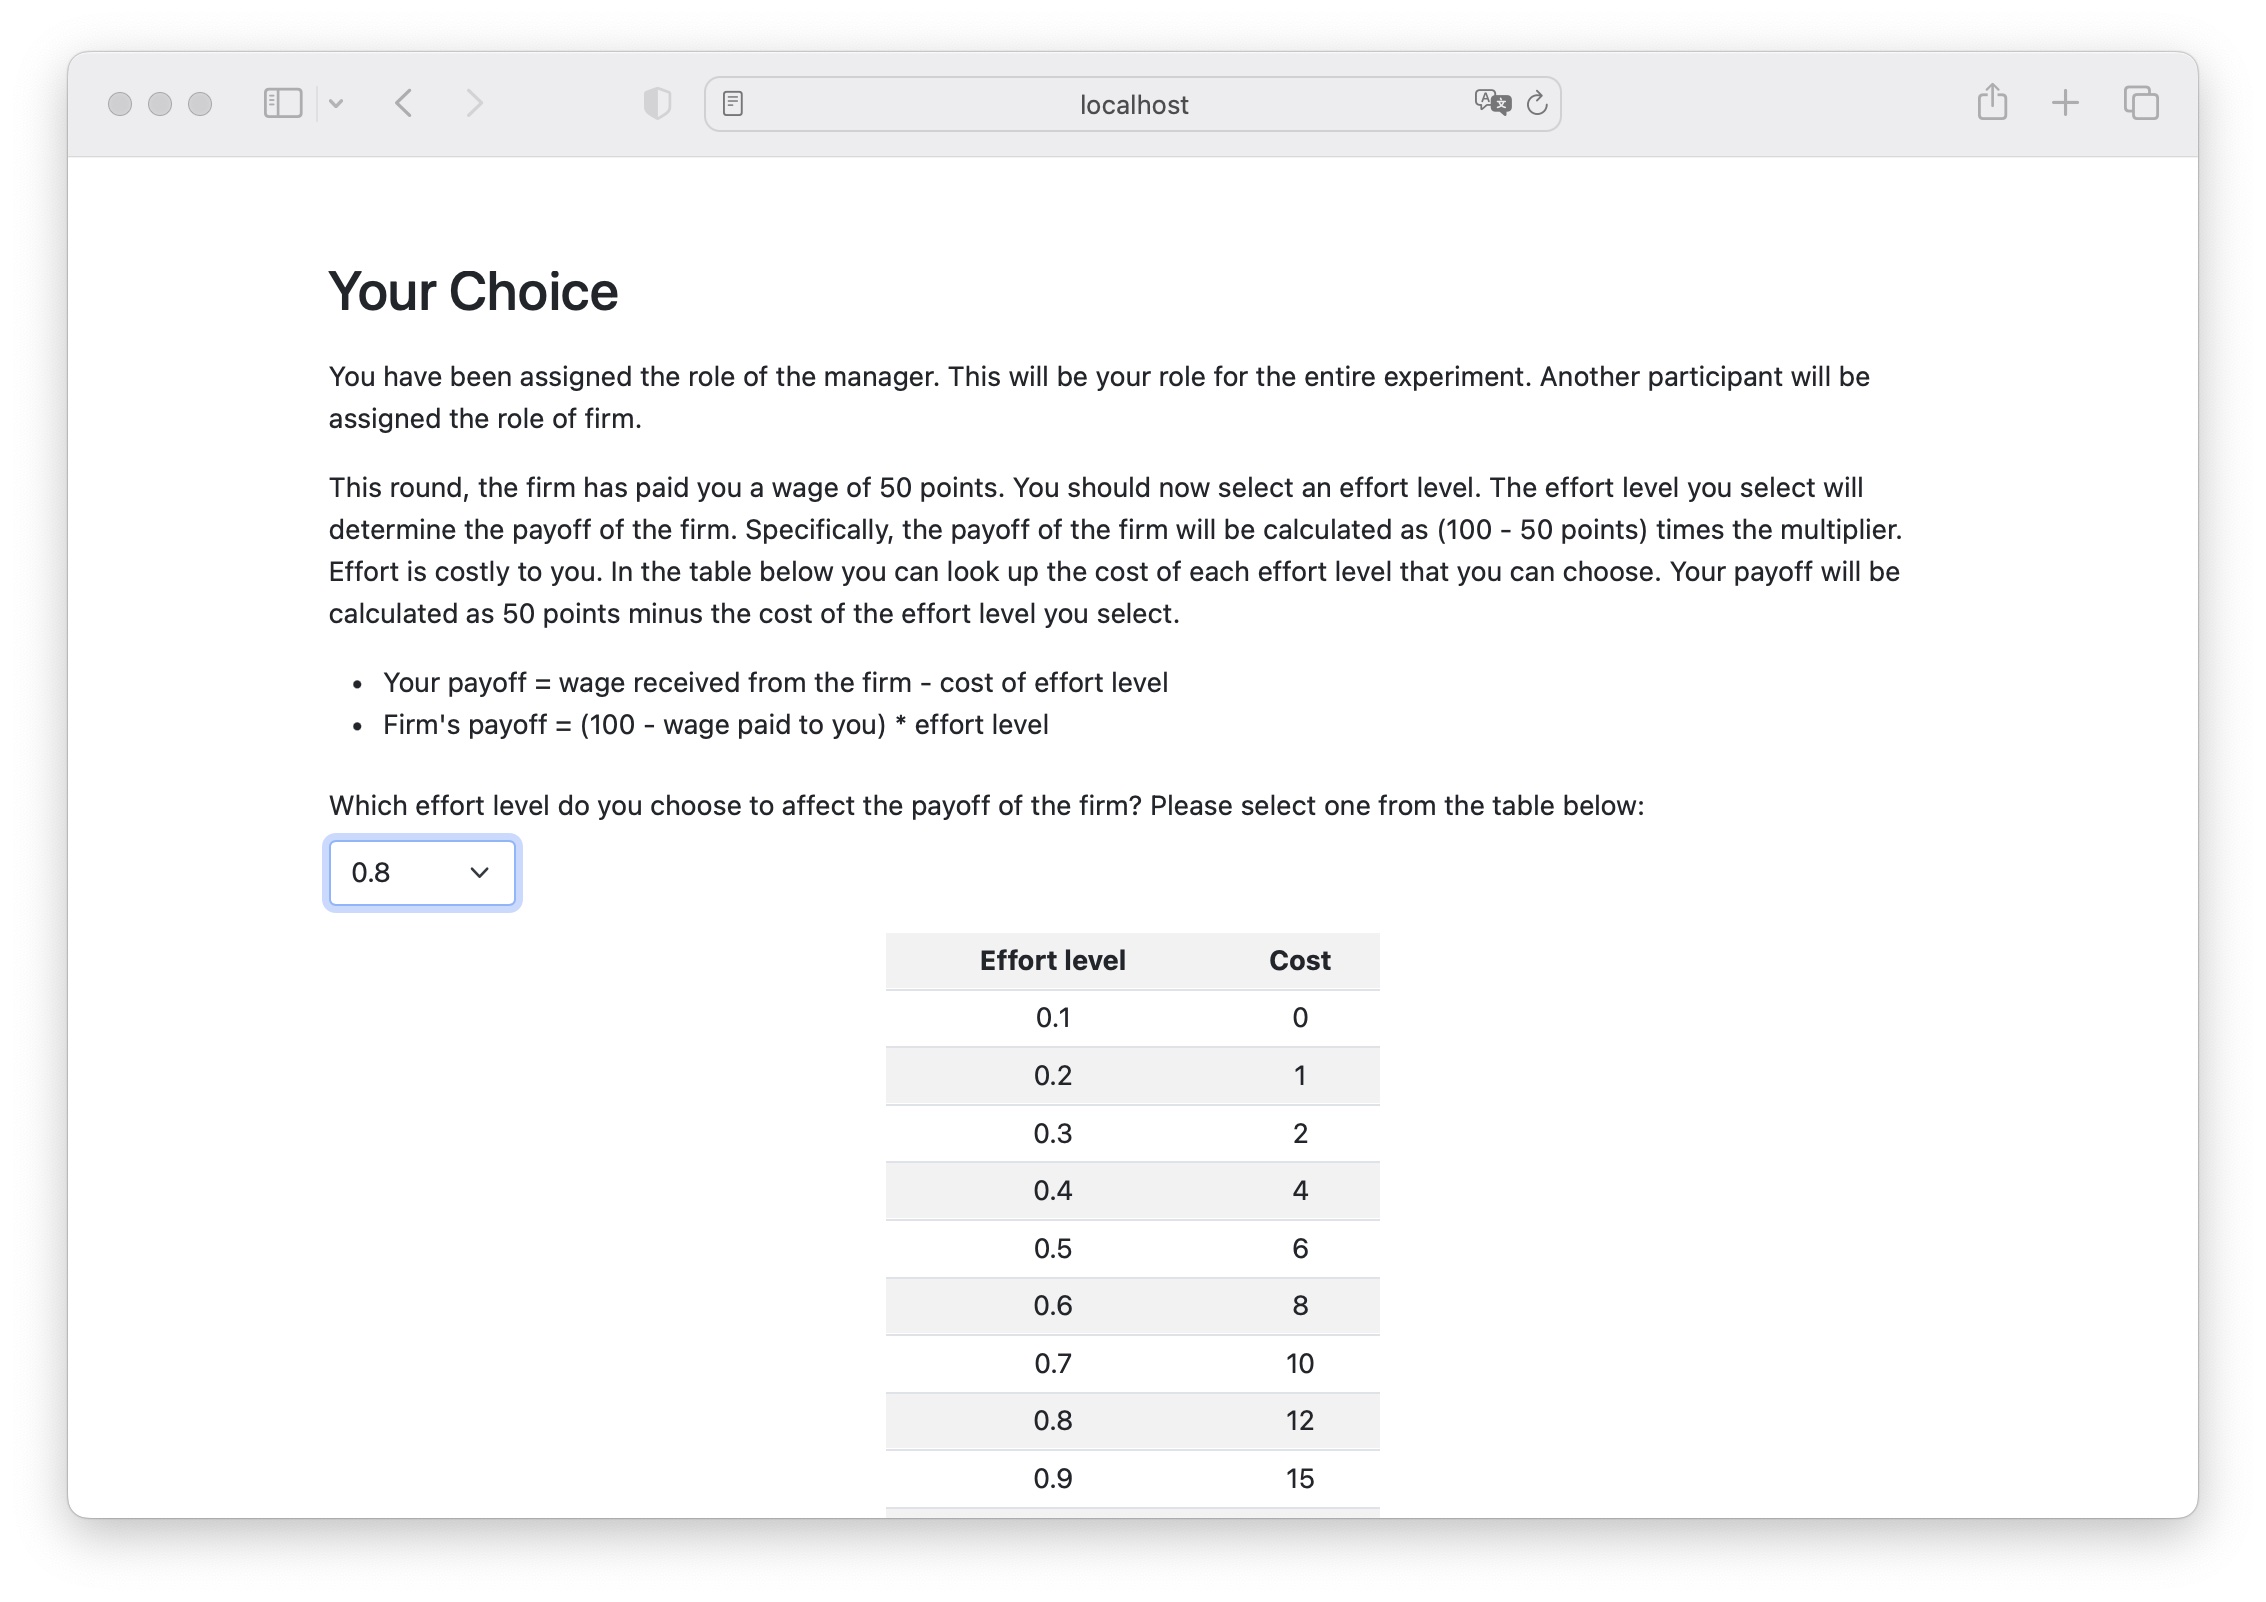 localhost
Your Choice
You have been assigned the role of the manager. This will be your role for the entire experiment. Another participant will be
assigned the role of firm.
This round, the firm has paid you a wage of 50 points. You should now select an effort level. The effort level you select will
determine the payoff of the firm. Specifically, the payoff of the firm will be calculated as (100 - 50 points) times the multiplier.
Effort is costly to you. In the table below you can look up the cost of each effort level that you can choose. Your payoff will be
calculated as 50 points minus the cost of the effort level you select.
• Your payoff = wage received from the firm - cost of effort level
• Firm's payoff = (100 - wage paid to you) * effort level
Which effort level do you choose to affect the payoff of the firm? Please select one from the table below:
0.8
Effort level Cost
0.1 0
0.2 1
0.3 2
0.4 4
0.5 6
0.6 8
0.7 10
0.8 12
0.9 15